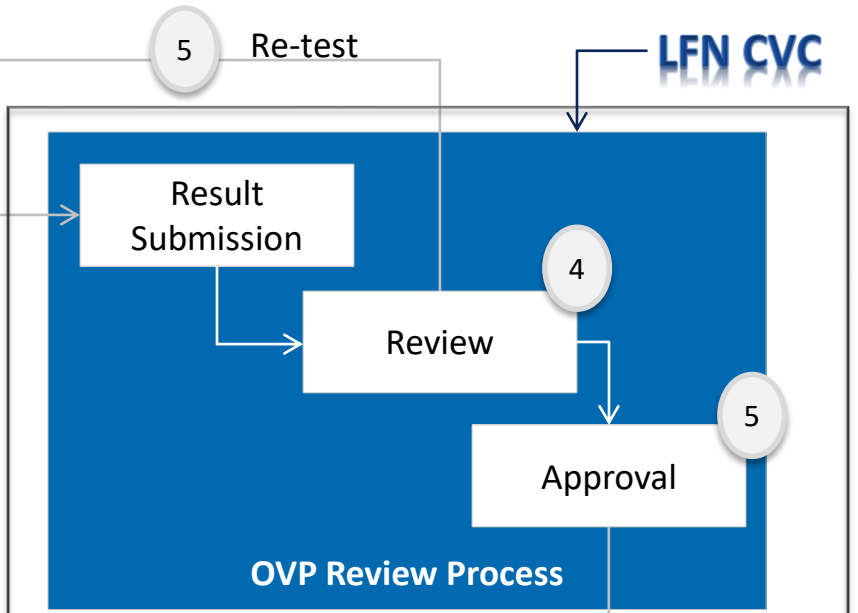 5
Re-test
LFN CVC
Result
Submission
4
Review
5
Approval
OVP Review Process